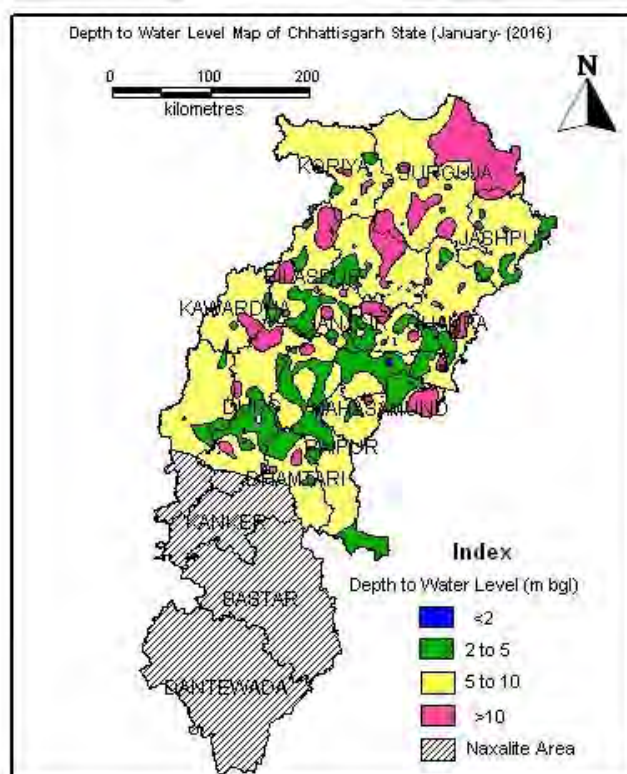 Depth to Water Level Map of Chhattisgarh State (January- (2016)
0 100 200
kilometres
N
KORIYA
SURGUJA
JASHPUR
BILASPUR
KAWARDHA
DURG
MAHASAMUND
RAIPUR
DHAMTARI
KANKER
BASTAR
DANTEWADA
Index
Depth to Water Level (m bgl)
<2
2 to 5
5 to 10
>10
Naxalite Area